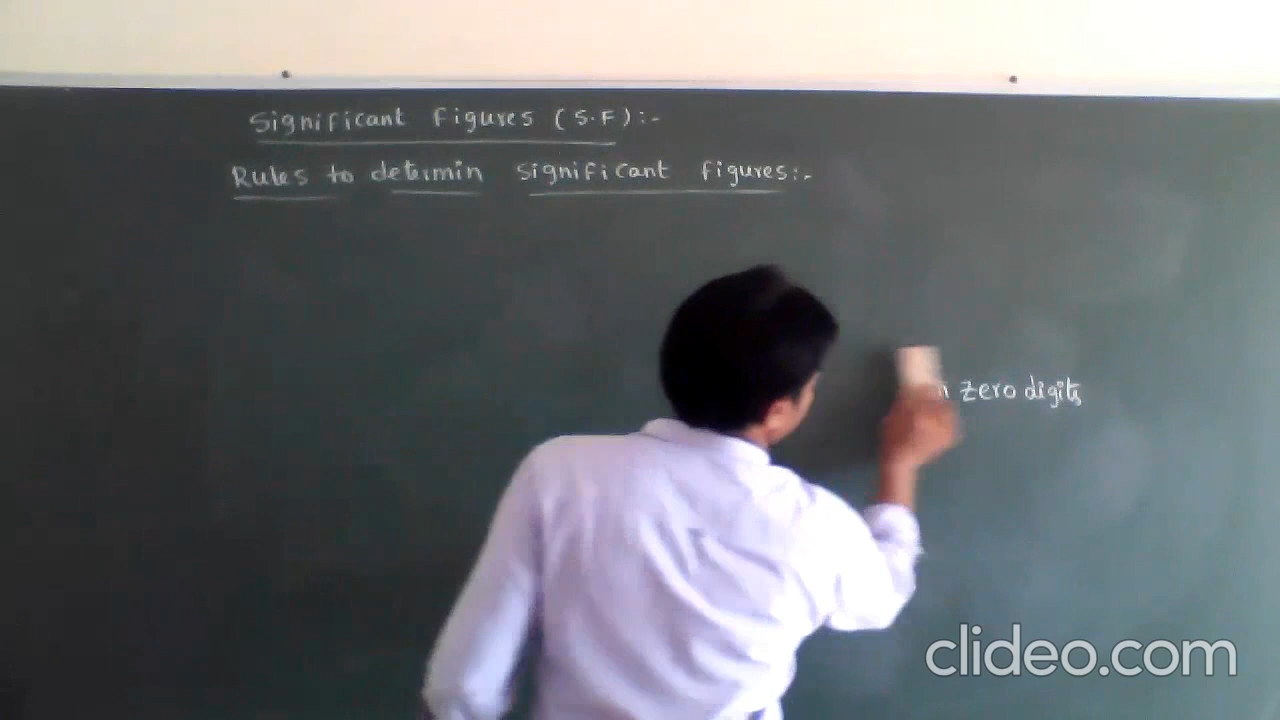 Significant Figures (S.F):-
Rules to determin significant figures:-
zero digits
clideo.com